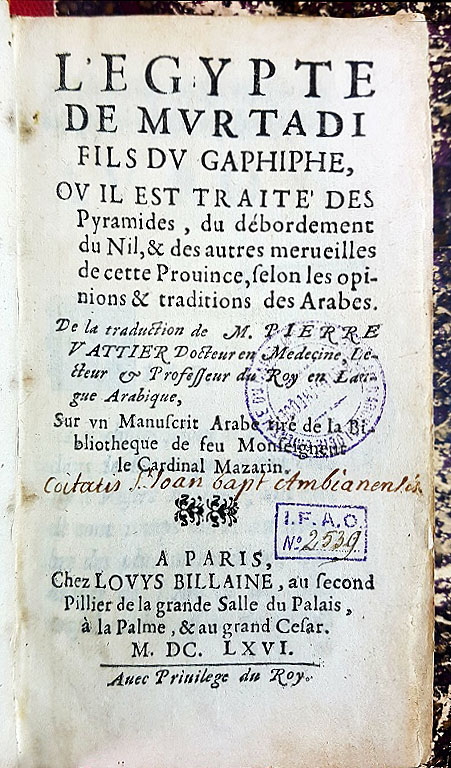 L'EGYPTE
DE MVRTADI
FILS DV GAPHIPHE,
OV IL EST TRAITE' DES
Pyramides, du débordement
du Nil, & des autres merueilles
de cette Prouince, ſelon les opi-
nions & traditions des Arabes.
De la traduction de M. PIERRE
VATTIER Docteur en Medecine, Le-
cteur & Profeſſeur du Roy en Lan-
gue Arabique,
Sur vn Manuſcrit Arabe tiré de la Bi-
bliotheque de feu Monſeigneur
le Cardinal Mazarin.
Joan bapt Ambianensis
I.F.A.O.
Nº 2539
A PARIS,
Chez LOVYS BILLAINE, au ſecond
Pillier de la grande Salle du Palais,
à la Palme, & au grand Ceſar.
M. DC. LXVI.
Auec Priuilege du Roy.